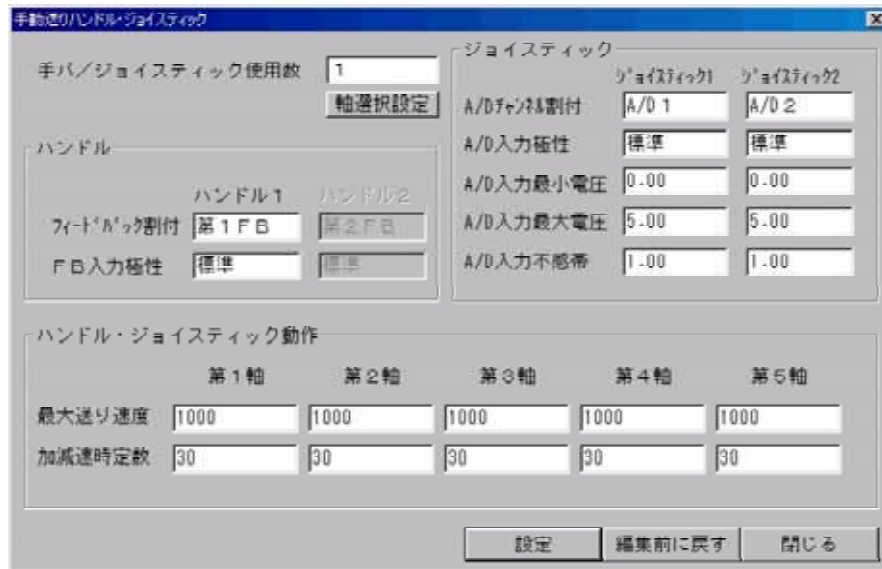 手動送りハンドル・ジョイスティック
手パ/ジョイスティック使用数 1
軸選択設定
ハンドル
ハンドル1 ハンドル2
フィードバック割付 第1FB 第2FB
FB入力極性 標準 標準
ジョイスティック
ジョイスティック1 ジョイスティック2
A/Dチャンネル割付 A/D1 A/D2
A/D入力極性 標準 標準
A/D入力最小電圧 0.00 0.00
A/D入力最大電圧 5.00 5.00
A/D入力不感帯 1.00 1.00
ハンドル・ジョイスティック動作
第1軸 第2軸 第3軸 第4軸 第5軸
最大送り速度 1000 1000 1000 1000 1000
加減速時定数 30 30 30 30 30
設定 編集前に戻す 閉じる